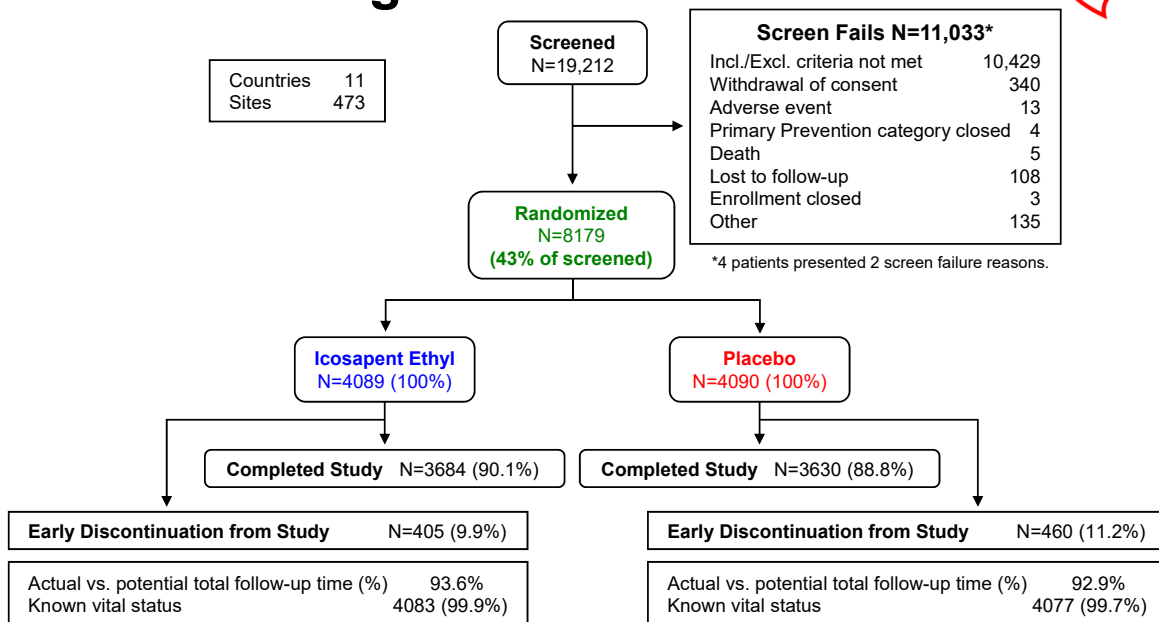 Screened
N=19,212
Countries 11
Sites 473
Screen Fails N=11,033*
Incl./Excl. criteria not met 10,429
Withdrawal of consent 340
Adverse event 13
Primary Prevention category closed 4
Death 5
Lost to follow-up 108
Enrollment closed 3
Other 135
*4 patients presented 2 screen failure reasons.
Randomized
N=8179
(43% of screened)
Icosapent Ethyl
N=4089 (100%)
Placebo
N=4090 (100%)
Completed Study N=3684 (90.1%)
Completed Study N=3630 (88.8%)
Early Discontinuation from Study N=405 (9.9%)
Early Discontinuation from Study N=460 (11.2%)
Actual vs. potential total follow-up time (%) 93.6%
Known vital status 4083 (99.9%)
Actual vs. potential total follow-up time (%) 92.9%
Known vital status 4077 (99.7%)